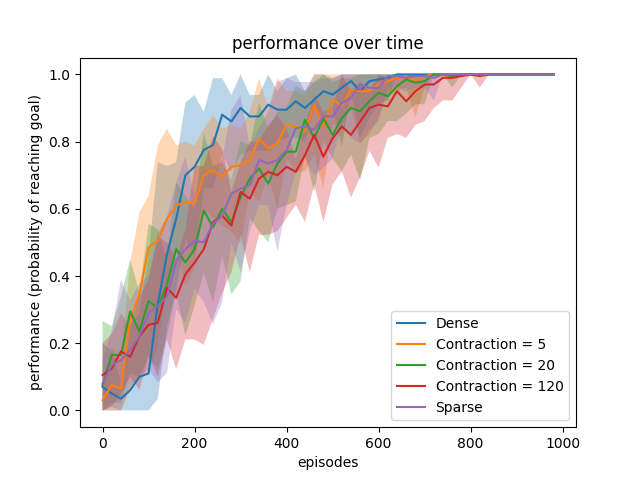 performance over time
performance (probability of reaching goal)
1.0
0.8
0.6
0.4
0.2
0.0
0
200
400
600
800
1000
episodes
Dense
Contraction = 5
Contraction = 20
Contraction = 120
Sparse